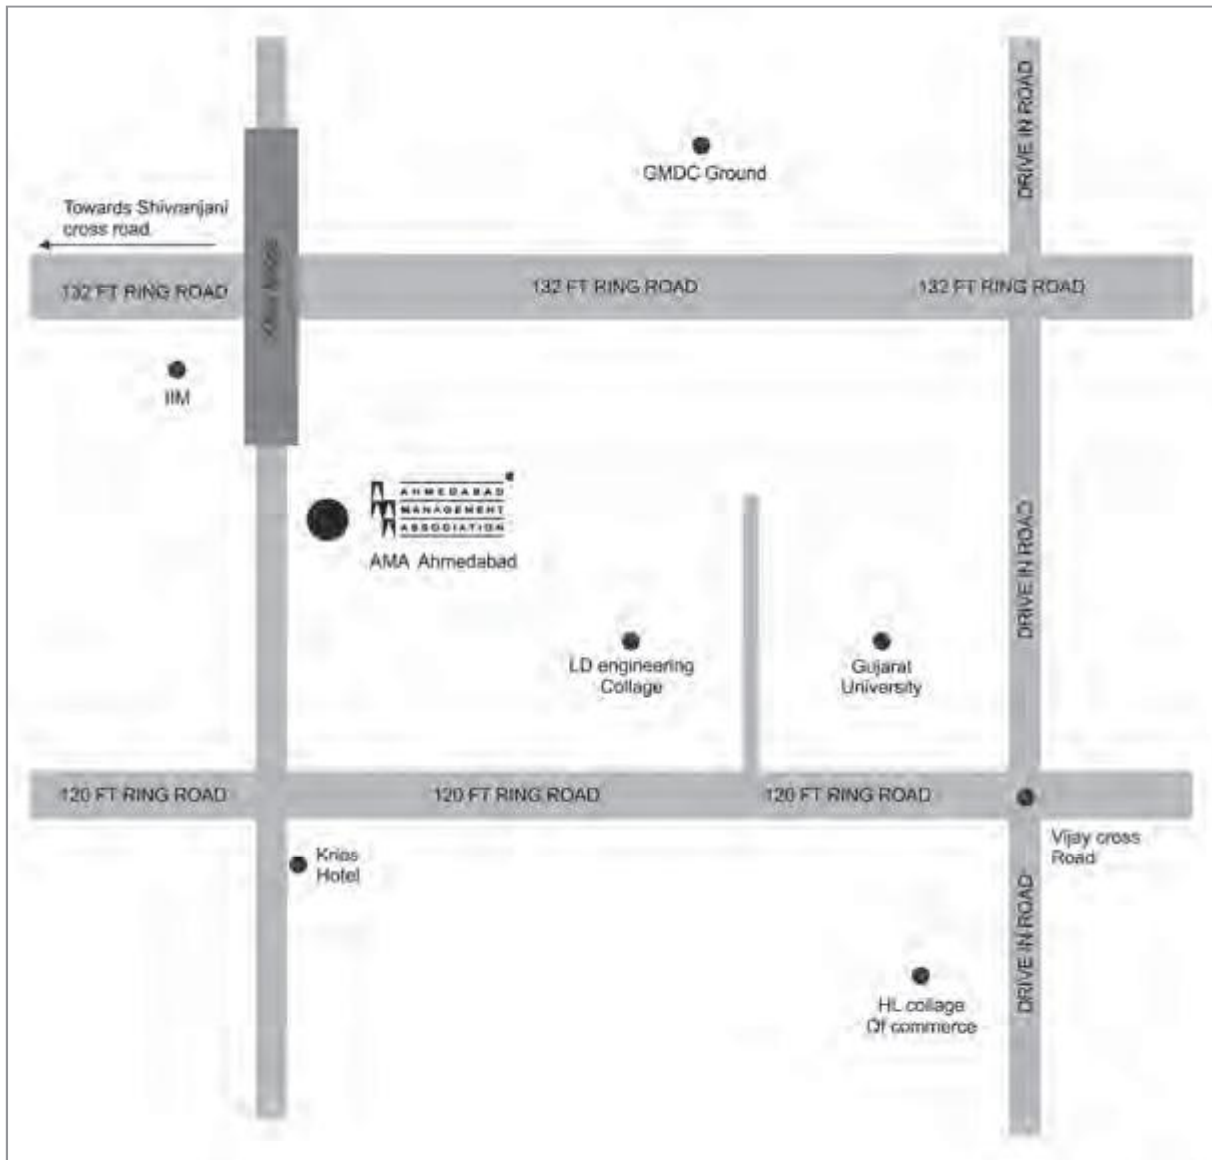 DRIVE IN ROAD
GMDC Ground
Towards Shivranjani
cross road
132 FT RING ROAD
132 FT RING ROAD
132 FT RING ROAD
IIM
AHMEDABAD
MANAGEMENT
ASSOCIATION
AMA Ahmedabad
DRIVE IN ROAD
LD engineering
Collage
Gujarat
University
120 FT RING ROAD
120 FT RING ROAD
120 FT RING ROAD
Vijay cross
Road
Hotel
DRIVE IN ROAD
HL collage
Of commerce